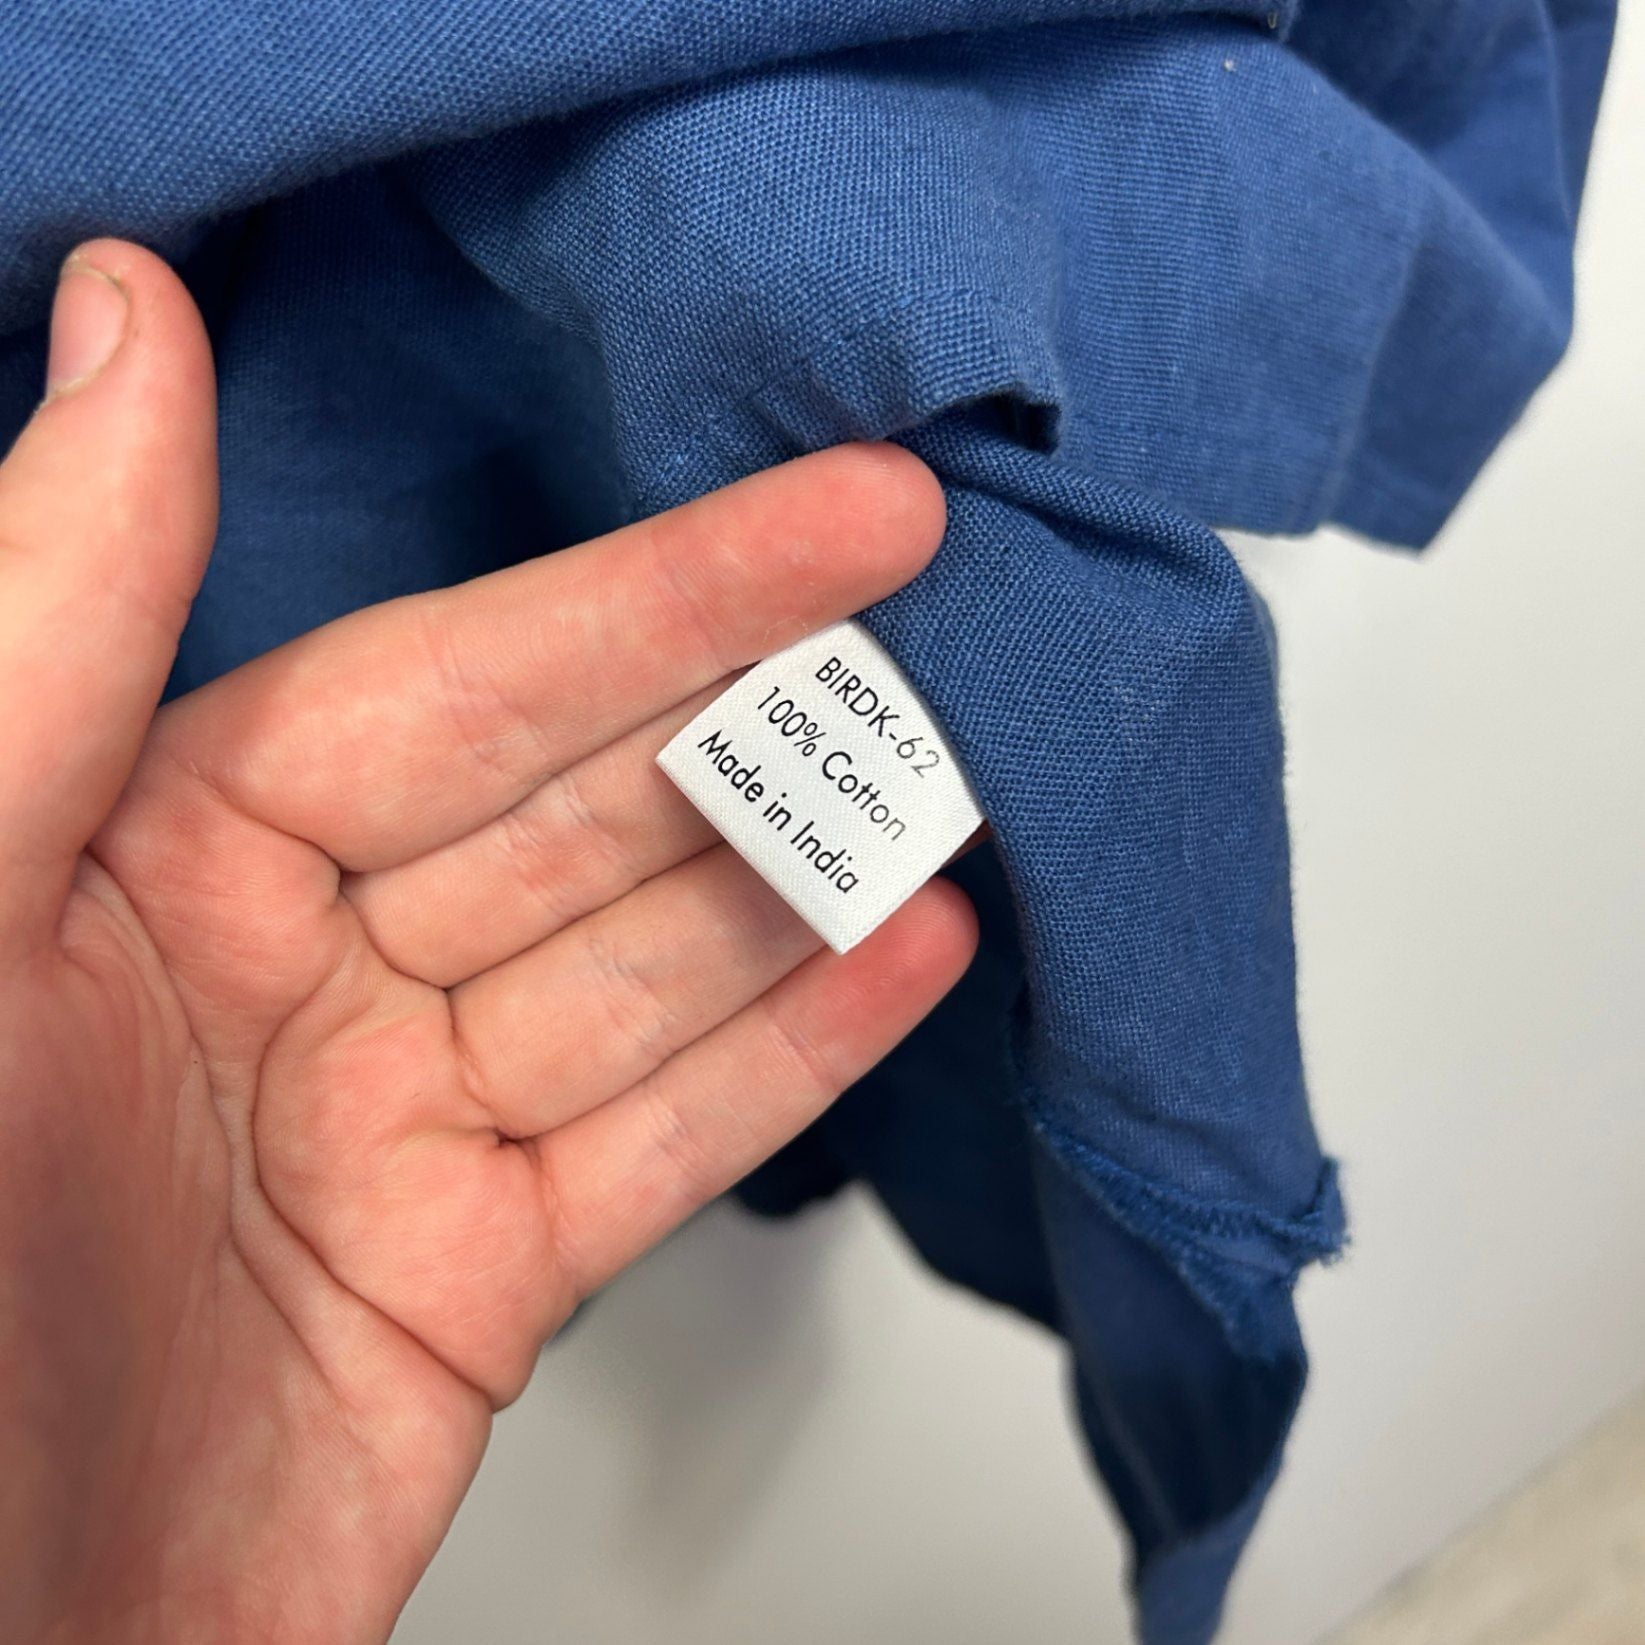 BIRDK-62
100% Cotton
Made in India